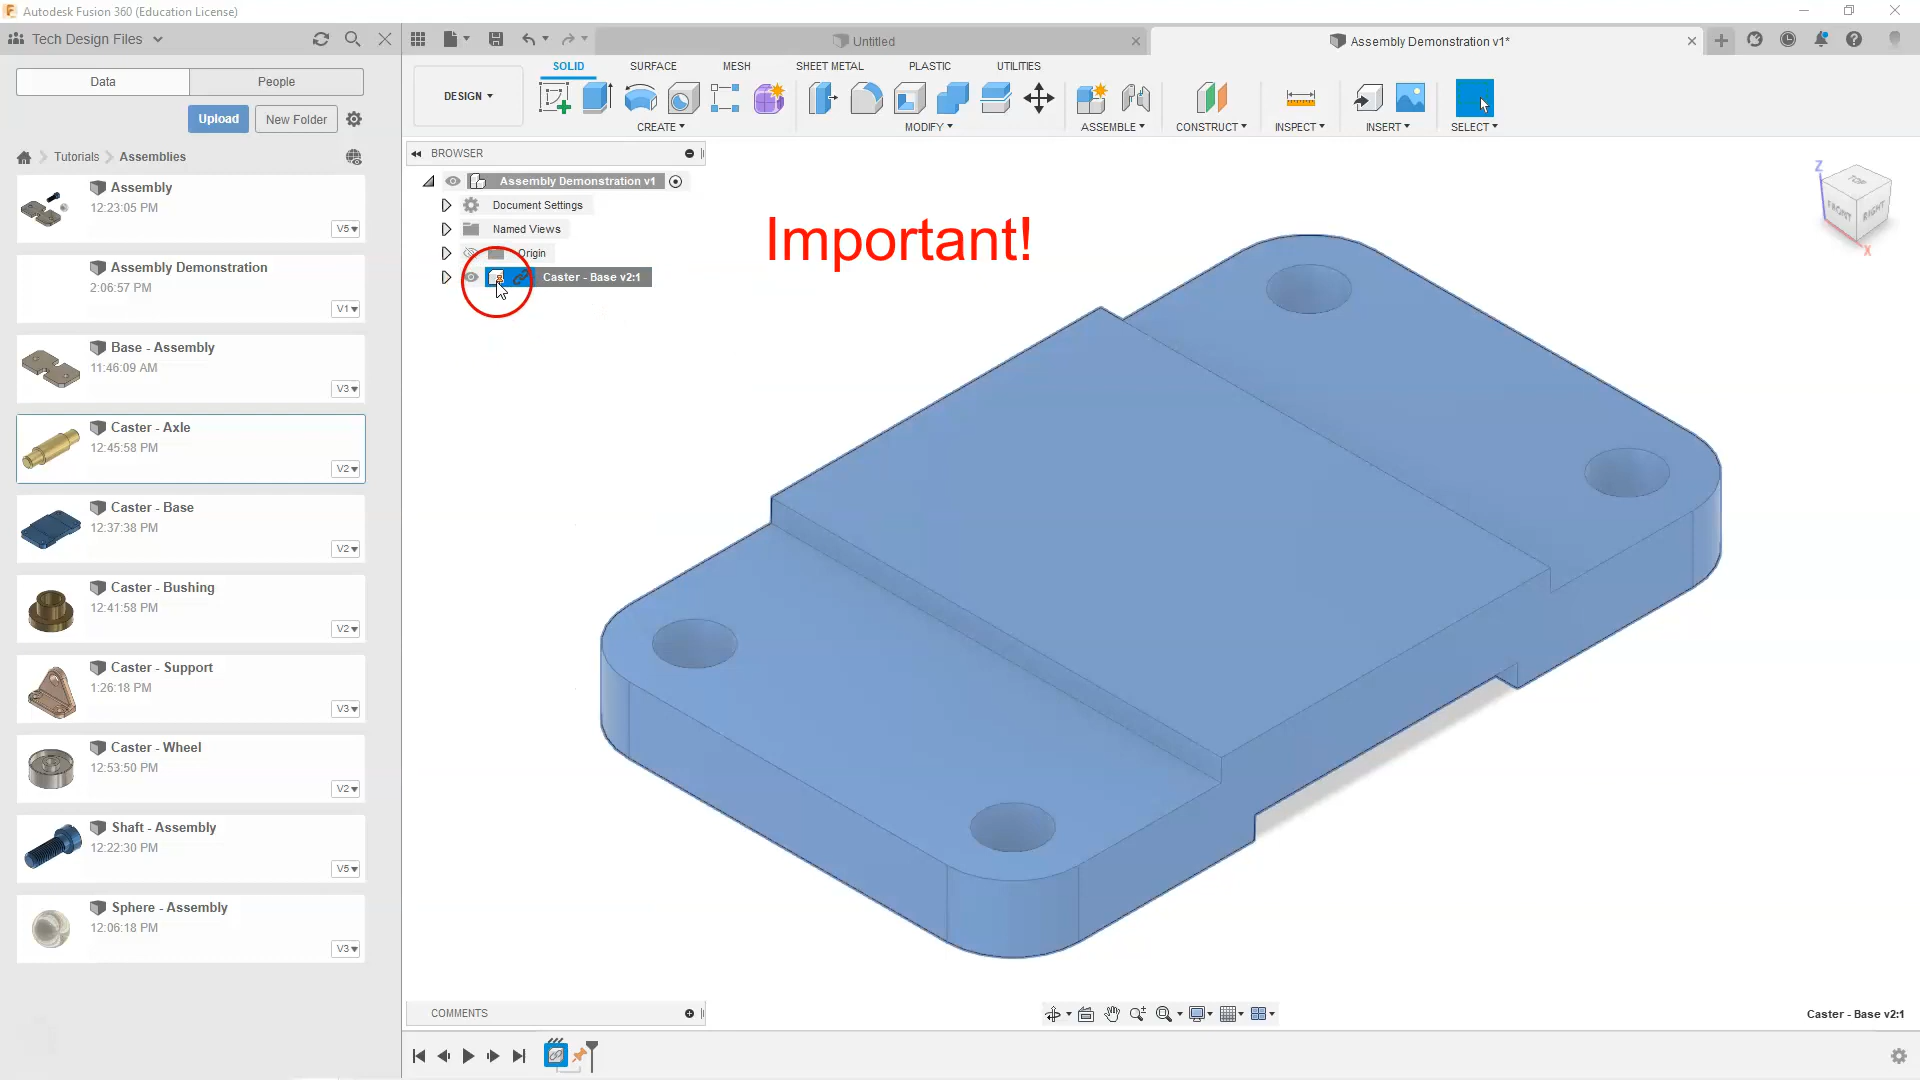 Autodesk Fusion 360 (Education License)
Tech Design Files
Untitled
Assembly Demonstration v1*
Data
People
Upload
New Folder
Tutorials
Assemblies
Assembly
12:23:05 PM
V5
Assembly Demonstration
2:06:57 PM
V1
Base - Assembly
11:46:09 AM
V3
Caster - Axle
12:45:58 PM
V2
Caster - Base
12:37:38 PM
V2
Caster - Bushing
12:41:58 PM
V2
Caster - Support
1:26:18 PM
V3
Caster - Wheel
12:53:50 PM
V2
Shaft - Assembly
12:22:30 PM
V5
Sphere - Assembly
12:06:18 PM
V3
DESIGN
SOLID
SURFACE
MESH
SHEET METAL
PLASTIC
UTILITIES
CREATE
MODIFY
ASSEMBLE
CONSTRUCT
INSPECT
INSERT
SELECT
BROWSER
Assembly Demonstration v1
Document Settings
Named Views
Origin
Caster - Base v2:1
Important!
Z
TOP
FRONT
RIGHT
X
COMMENTS
Caster - Base v2:1